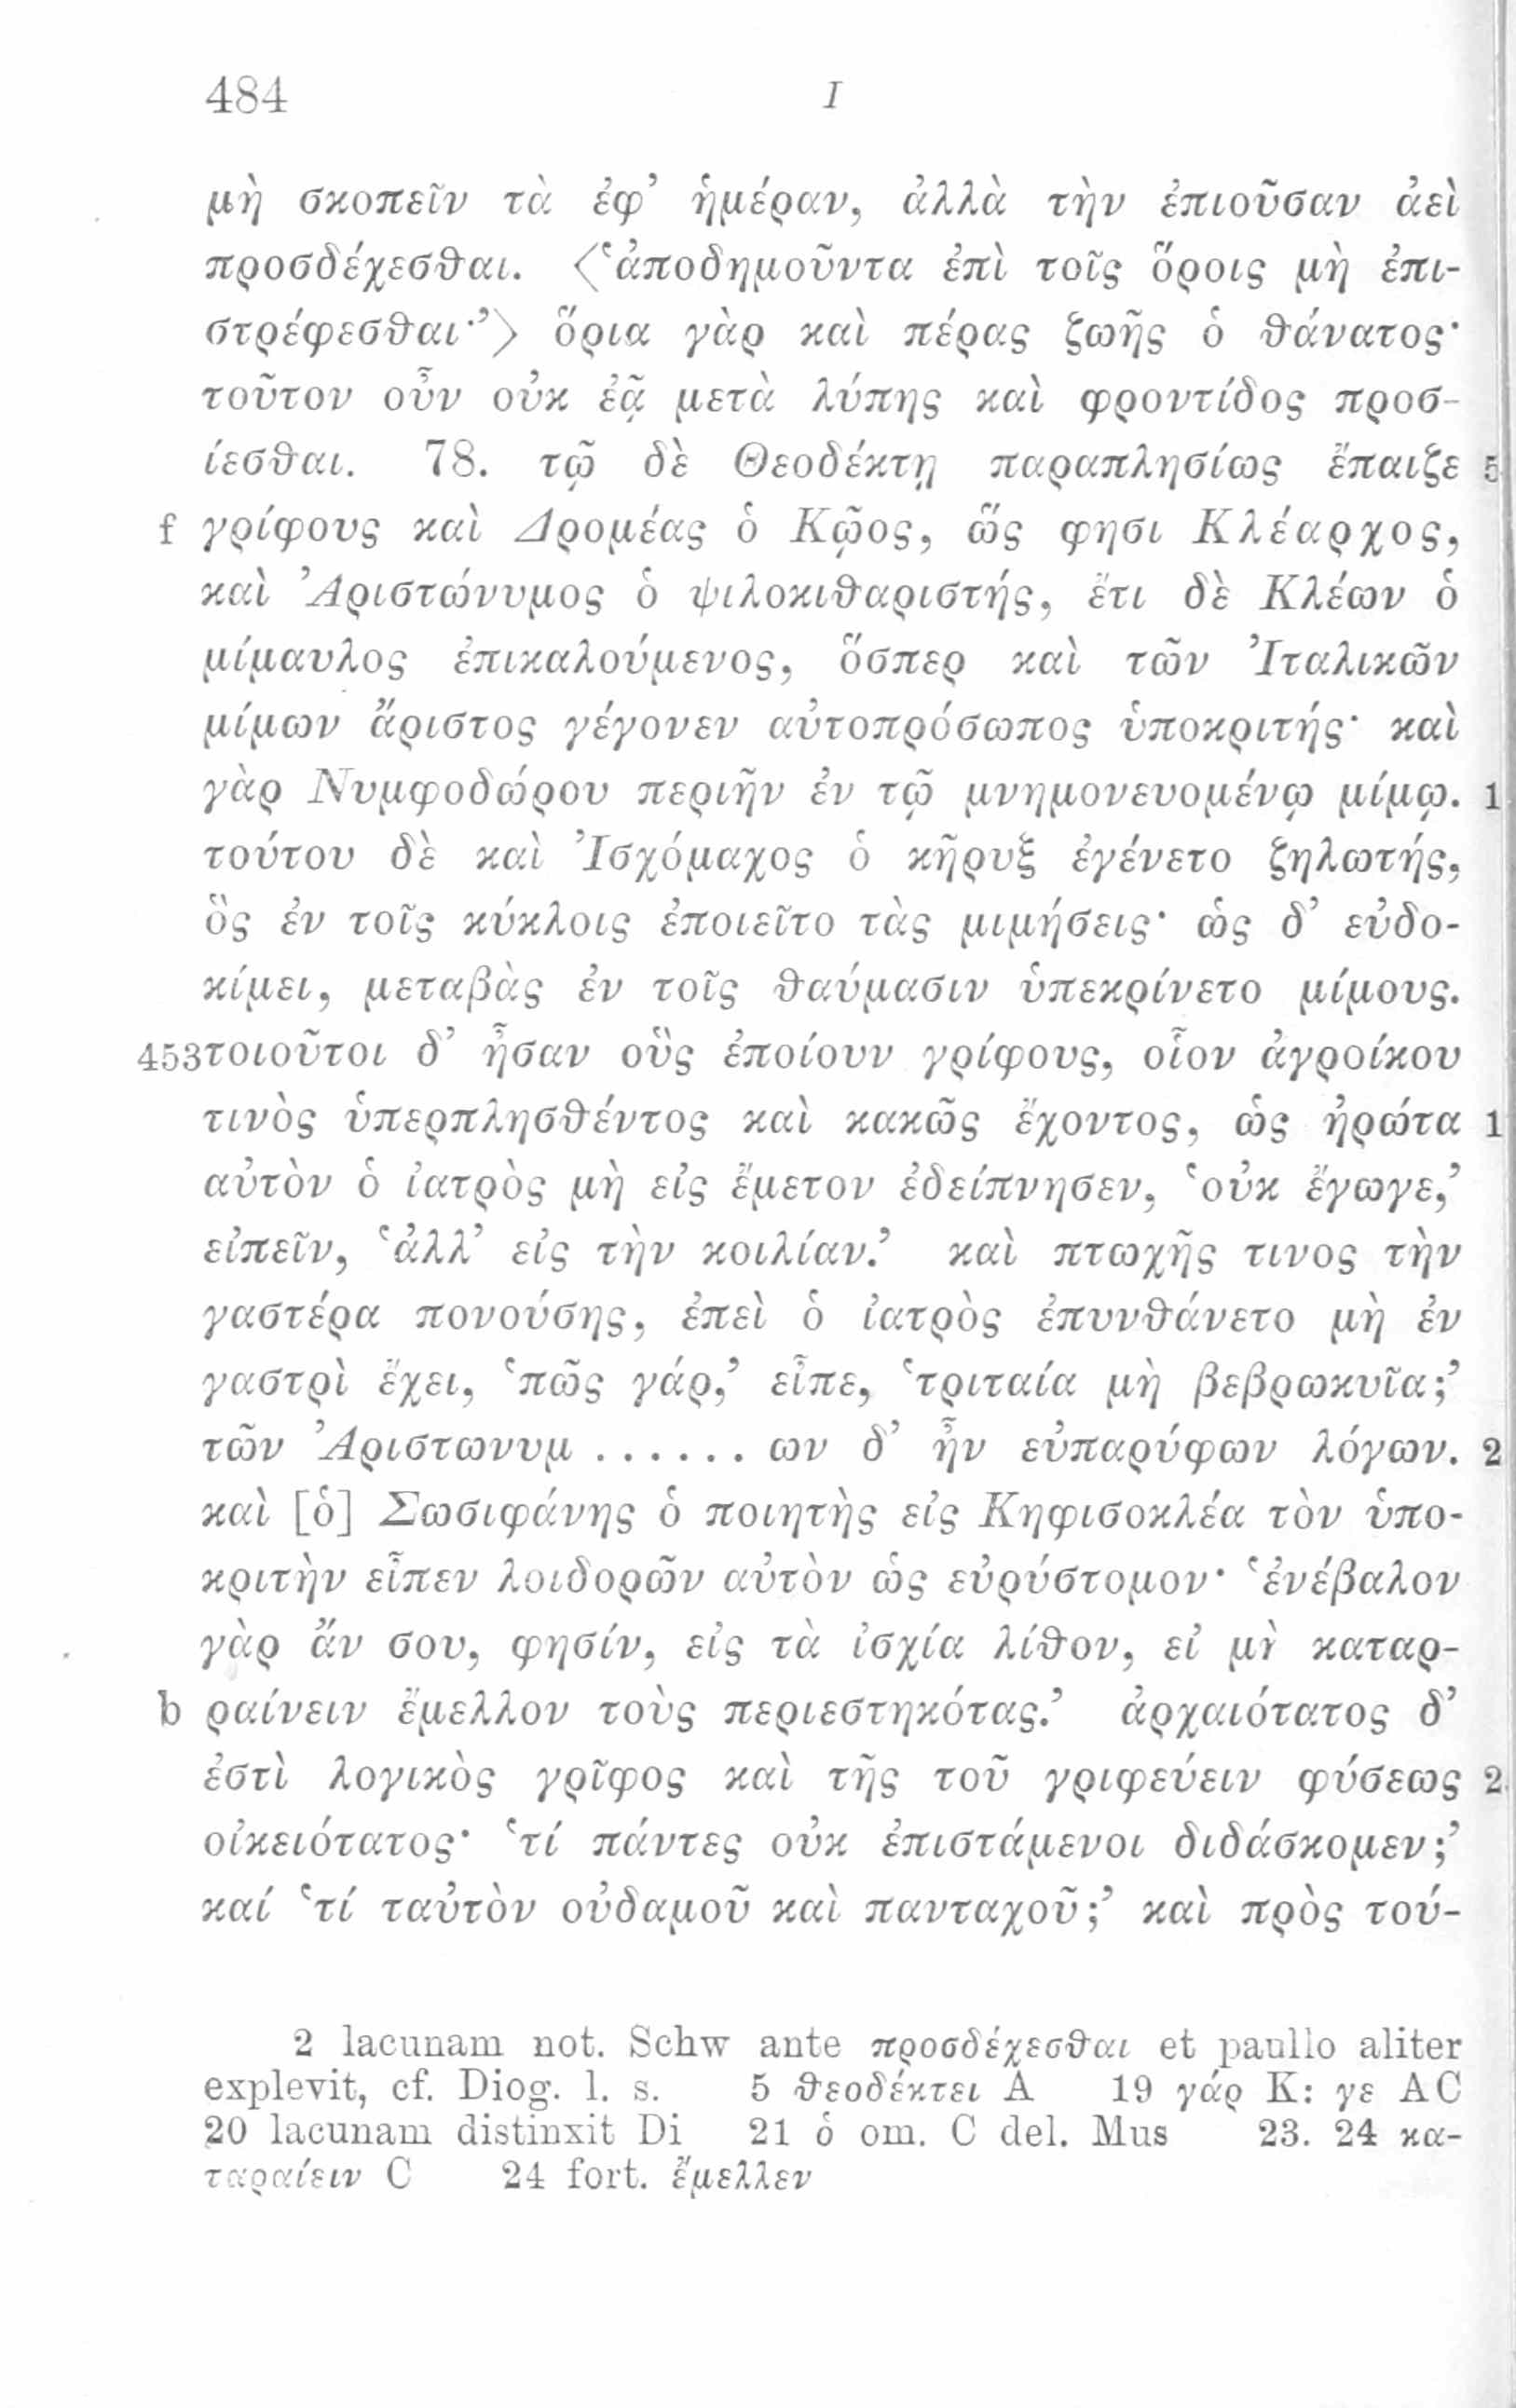 484 I
μὴ σκοπεῖν τὰ ἐφ’ ἡμέραν, ἀλλὰ τὴν ἐπιοῦσαν ἀεὶ
προσδέχεσθαι. 〈‘ἀποδημοῦντα ἐπὶ τοῖς ὅροις μὴ ἐπι-
στρέφεσθαι·’〉 ὅρια γὰρ καὶ πέρας ζωῆς ὁ θάνατος·
τοῦτον οὖν οὐκ ἐᾷ μετὰ λύπης καὶ φροντίδος προσ-
ίεσθαι. 78. τῷ δὲ Θεοδέκτῃ παραπλησίως ἔπαιζε 5
f γρίφους καὶ Δρομέας ὁ Κῷος, ὥς φησι Κλέαρχος,
καὶ Ἀριστώνυμος ὁ ψιλοκιθαριστής, ἔτι δὲ Κλέων ὁ
μίμαυλος ἐπικαλούμενος, ὅσπερ καὶ τῶν Ἰταλικῶν
μίμων ἄριστος γέγονεν αὐτοπρόσωπος ὑποκριτής· καὶ
γὰρ Νυμφοδώρου περιῆν ἐν τῷ μνημονευομένῳ μίμῳ. 1
τούτου δὲ καὶ Ἰσχόμαχος ὁ κῆρυξ ἐγένετο ζηλωτής,
ὃς ἐν τοῖς κύκλοις ἐποιεῖτο τὰς μιμήσεις· ὡς δ’ εὐδο-
κίμει, μεταβὰς ἐν τοῖς θαύμασιν ὑπεκρίνετο μίμους.
453 τοιοῦτοι δ’ ἦσαν οὓς ἐποίουν γρίφους, οἷον ἀγροίκου
τινὸς ὑπερπλησθέντος καὶ κακῶς ἔχοντος, ὡς ἠρώτα 1
αὐτὸν ὁ ἰατρὸς μὴ εἰς ἔμετον ἐδείπνησεν, ‘οὐκ ἔγωγε,’
εἰπεῖν, ‘ἀλλ’ εἰς τὴν κοιλίαν.’ καὶ πτωχῆς τινος τὴν
γαστέρα πονούσης, ἐπεὶ ὁ ἰατρὸς ἐπυνθάνετο μὴ ἐν
γαστρὶ ἔχει, ‘πῶς γάρ,’ εἶπε, ‘τριταία μὴ βεβρωκυῖα;’
τῶν Ἀριστωνυμ . . . . . . ων δ’ ἦν εὐπαρύφων λόγων. 2
καὶ [ὁ] Σωσιφάνης ὁ ποιητὴς εἰς Κηφισοκλέα τὸν ὑπο-
κριτὴν εἶπεν λοιδορῶν αὐτὸν ὡς εὐρύστομον· ‘ἐνέβαλον
γὰρ ἄν σου, φησίν, εἰς τὰ ἰσχία λίθον, εἰ μὴ καταρ-
b ραίνειν ἔμελλον τοὺς περιεστηκότας.’ ἀρχαιότατος δ’
ἐστὶ λογικὸς γρῖφος καὶ τῆς τοῦ γριφεύειν φύσεως 2
οἰκειότατος· ‘τί πάντες οὐκ ἐπιστάμενοι διδάσκομεν;’
καί ‘τί ταὐτὸν οὐδαμοῦ καὶ πανταχοῦ;’ καὶ πρὸς τού-
2 lacunam not. Schw ante προσδέχεσθαι et paullo aliter
explevit, cf. Diog. l. s. 5 θεοδέκτει A 19 γάρ K: γε AC
20 lacunam distinxit Di 21 ὁ om. C del. Mus 23. 24 κα-
ταραίειν C 24 fort. ἔμελλεν